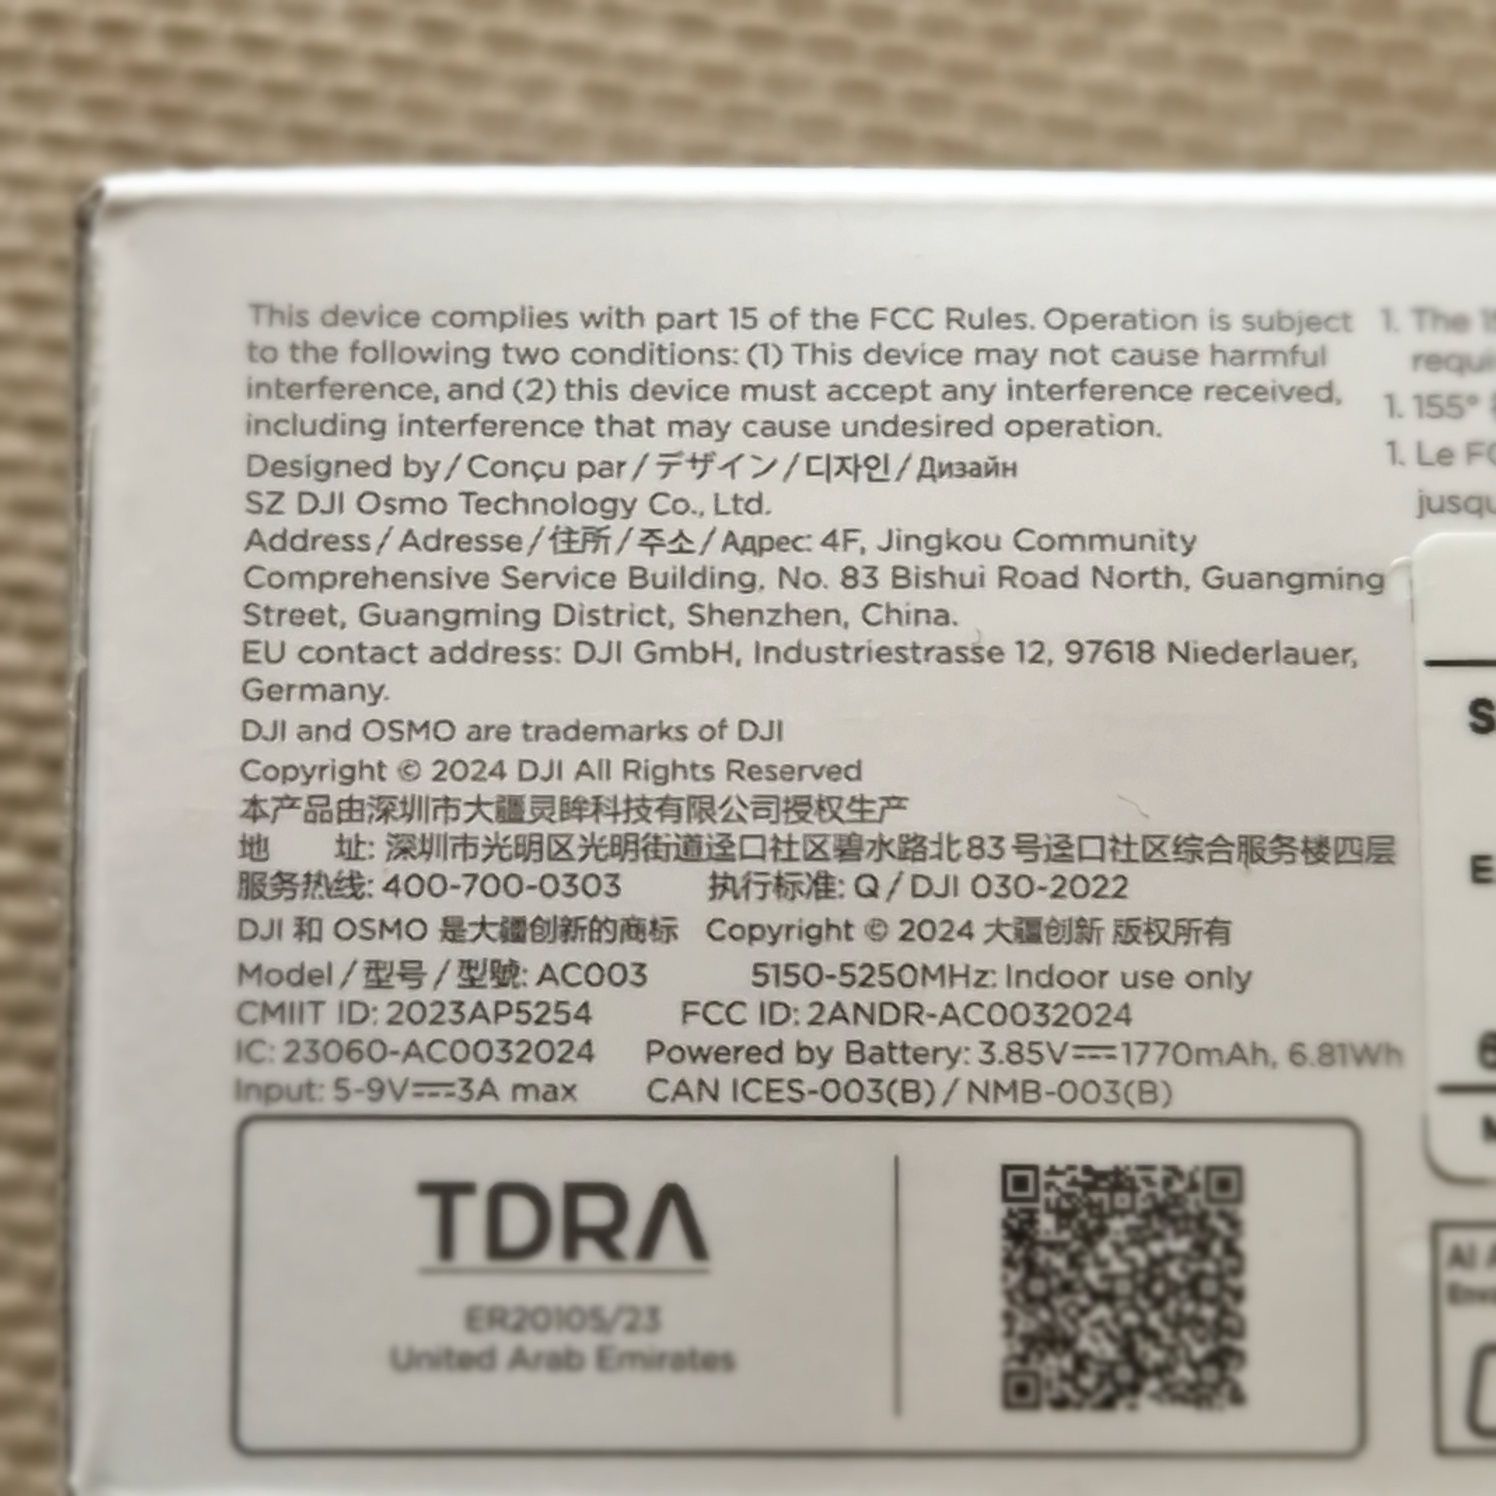 This device complies with part 15 of the FCC Rules. Operation is subject
to the following two conditions: (1) This device may not cause harmful
interference, and (2) this device must accept any interference received,
including interference that may cause undesired operation.
Designed by / Conçu par / デザイン / 디자인 / Дизайн
SZ DJI Osmo Technology Co., Ltd.
Address / Adresse / 住所 / 주소 / Адрес: 4F, Jingkou Community
Comprehensive Service Building, No. 83 Bishui Road North, Guangming
Street, Guangming District, Shenzhen, China.
EU contact address: DJI GmbH, Industriestrasse 12, 97618 Niederlauer,
Germany.
DJI and OSMO are trademarks of DJI
Copyright © 2024 DJI All Rights Reserved
本产品由深圳市大疆灵眸科技有限公司授权生产
地 址: 深圳市光明区光明街道迳口社区碧水路北83号迳口社区综合服务楼四层
服务热线: 400-700-0303 执行标准: Q / DJI 030-2022
DJI 和 OSMO 是大疆创新的商标 Copyright © 2024 大疆创新 版权所有
Model / 型号 / 型號: AC003 5150-5250MHz: Indoor use only
CMIIT ID: 2023AP5254 FCC ID: 2ANDR-AC0032024
IC: 23060-AC0032024 Powered by Battery: 3.85V⎓1770mAh, 6.81Wh
Input: 5-9V⎓3A max CAN ICES-003(B) / NMB-003(B)
TDRA
ER20105/23
United Arab Emirates
1. The
1. 155°
1. Le
AI